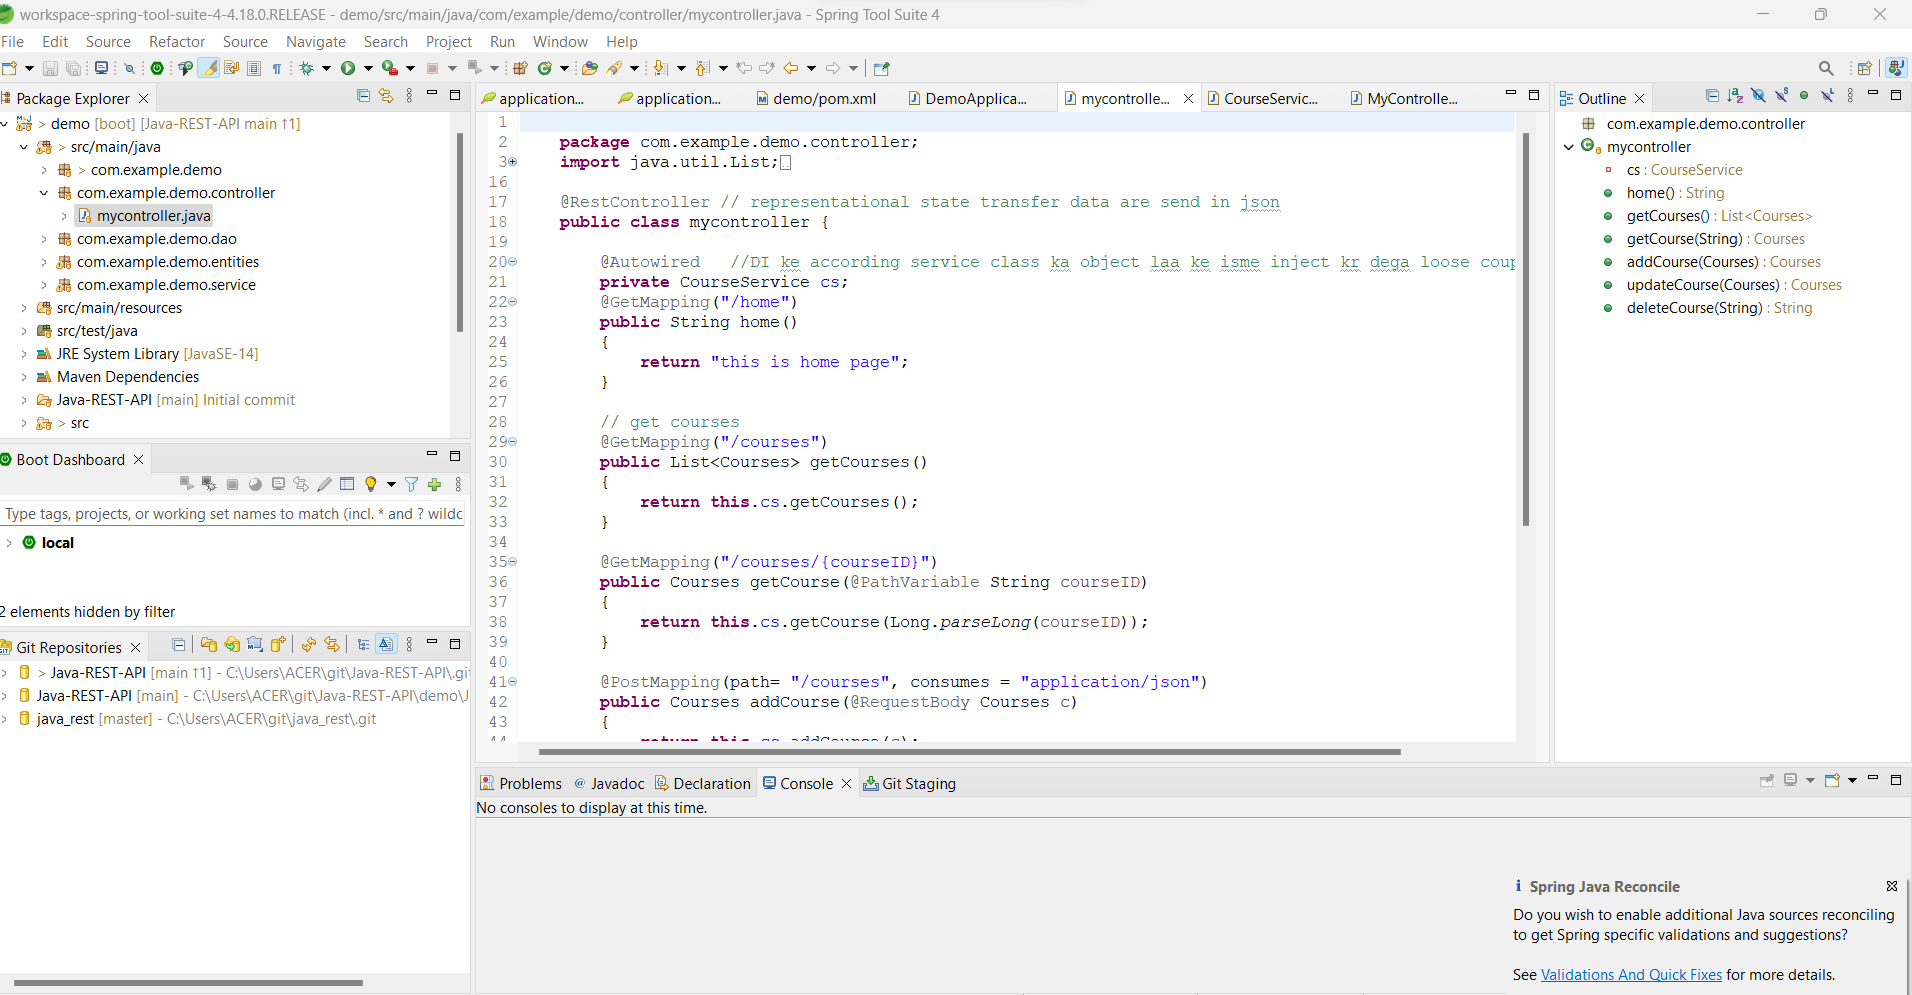 workspace-spring-tool-suite-4-4.18.0.RELEASE - demo/src/main/java/com/example/demo/controller/mycontroller.java - Spring Tool Suite 4
File Edit Source Refactor Source Navigate Search Project Run Window Help
Package Explorer
> demo [boot] [Java-REST-API main ↑1]
> src/main/java
> com.example.demo
com.example.demo.controller
mycontroller.java
com.example.demo.dao
com.example.demo.entities
com.example.demo.service
src/main/resources
src/test/java
JRE System Library [JavaSE-14]
Maven Dependencies
Java-REST-API [main] Initial commit
> src
Boot Dashboard
Type tags, projects, or working set names to match (incl. * and ? wildc
local
2 elements hidden by filter
Git Repositories
> Java-REST-API [main ↑1] - C:\Users\ACER\git\Java-REST-API\.gi
Java-REST-API [main] - C:\Users\ACER\git\Java-REST-API\demo\J
java_rest [master] - C:\Users\ACER\git\java_rest\.git
application... application... demo/pom.xml DemoApplica... mycontrolle... CourseServic... MyControlle...
1
2 package com.example.demo.controller;
3 import java.util.List;
16
17 @RestController // representational state transfer data are send in json
18 public class mycontroller {
19
20 @Autowired //DI ke according service class ka object laa ke isme inject kr dega loose coup
21 private CourseService cs;
22 @GetMapping("/home")
23 public String home()
24 {
25 return "this is home page";
26 }
27
28 // get courses
29 @GetMapping("/courses")
30 public List<Courses> getCourses()
31 {
32 return this.cs.getCourses();
33 }
34
35 @GetMapping("/courses/{courseID}")
36 public Courses getCourse(@PathVariable String courseID)
37 {
38 return this.cs.getCourse(Long.parseLong(courseID));
39 }
40
41 @PostMapping(path= "/courses", consumes = "application/json")
42 public Courses addCourse(@RequestBody Courses c)
43 {
44 return this.cs.addCourse(c);
Outline
com.example.demo.controller
mycontroller
cs : CourseService
home() : String
getCourses() : List<Courses>
getCourse(String) : Courses
addCourse(Courses) : Courses
updateCourse(Courses) : Courses
deleteCourse(String) : String
Problems Javadoc Declaration Console Git Staging
No consoles to display at this time.
Spring Java Reconcile
Do you wish to enable additional Java sources reconciling
to get Spring specific validations and suggestions?
See Validations And Quick Fixes for more details.